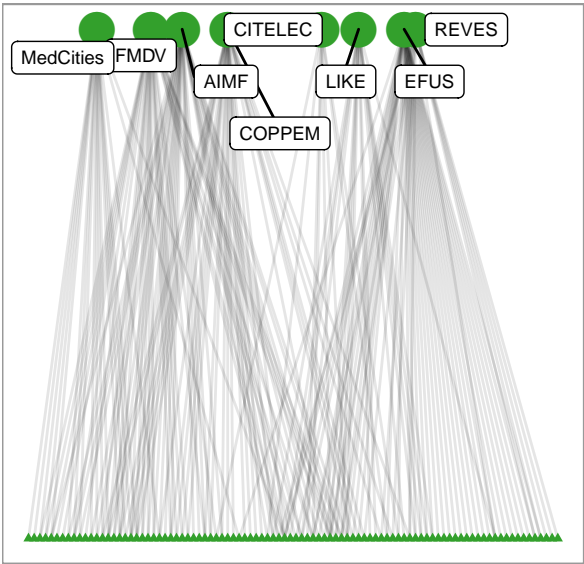 CITELEC
REVES
MedCities
FMDV
AIMF
LIKE
EFUS
COPPEM